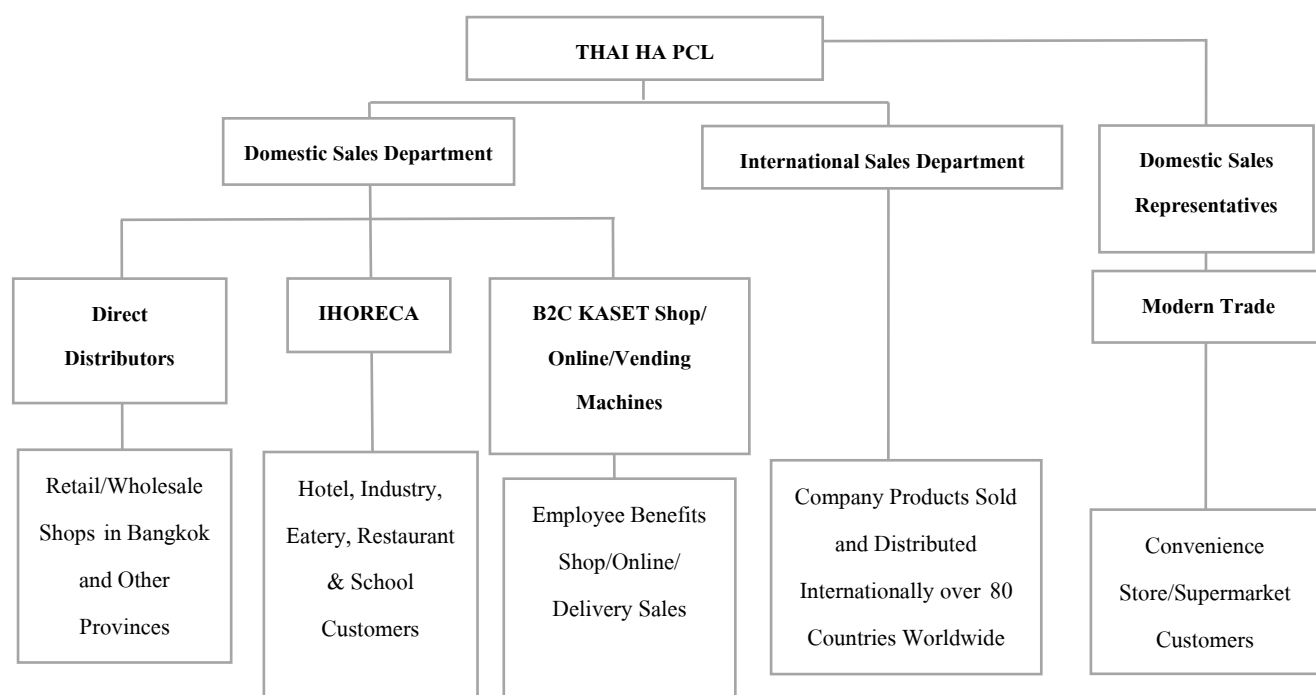 THAI HA PCL
Domestic Sales Department
International Sales Department
Domestic Sales
Representatives
Direct
Distributors
IHORECA
B2C KASET Shop/
Online/Vending
Machines
Modern Trade
Retail/Wholesale
Shops in Bangkok
and Other
Provinces
Hotel, Industry,
Eatery, Restaurant
& School
Customers
Employee Benefits
Shop/Online/
Delivery Sales
Company Products Sold
and Distributed
Internationally over 80
Countries Worldwide
Convenience
Store/Supermarket
Customers